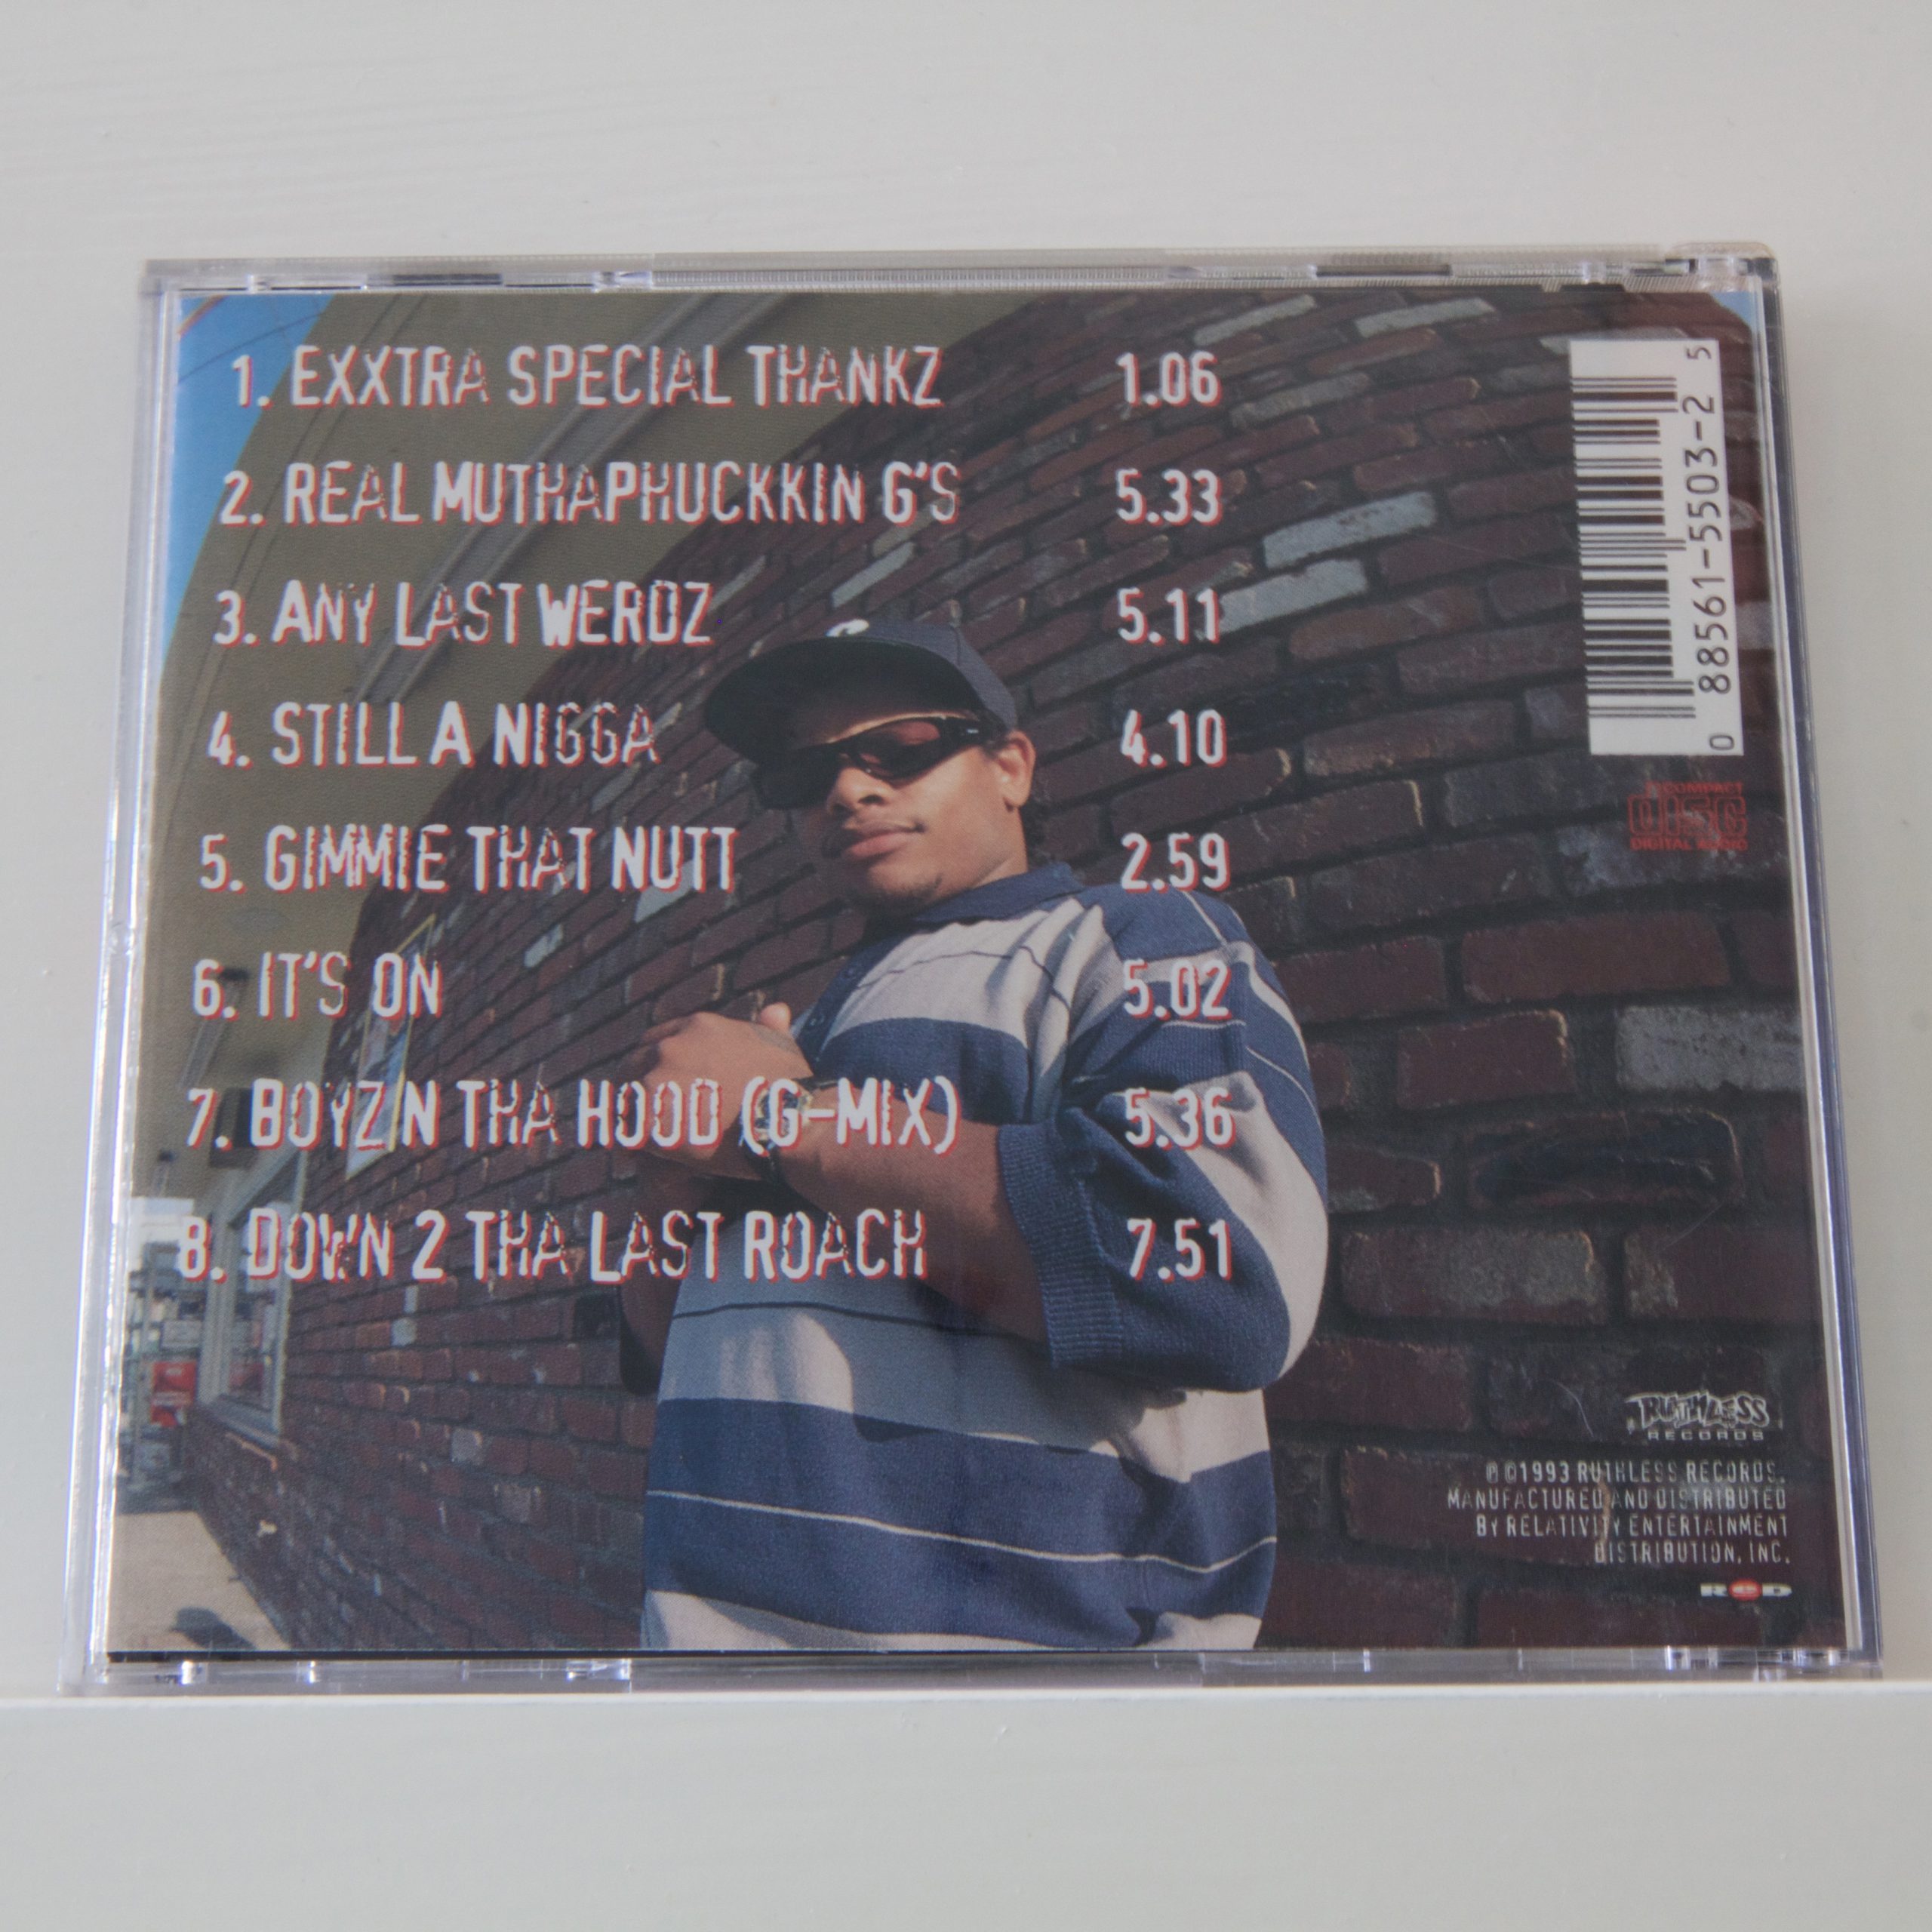 1. EXXTRA SPECIAL THANKZ 1.06
2. REAL MUTHAPHUCKKIN G'S 5.33
3. ANY LAST WERDZ 5.11
4. STILL A NIGGA 4.10
5. GIMMIE THAT NUTT 2.59
6. IT'S ON 5.02
7. BOYZ N THA HOOD (G-MIX) 5.36
8. DOWN 2 THA LAST ROACH 7.51
0 88561-5503-2 5
COMPACT
DISC
DIGITAL AUDIO
RUTHLESS
RECORDS
℗ ©1993 RUTHLESS RECORDS.
MANUFACTURED AND DISTRIBUTED
BY RELATIVITY ENTERTAINMENT
DISTRIBUTION, INC.
RED